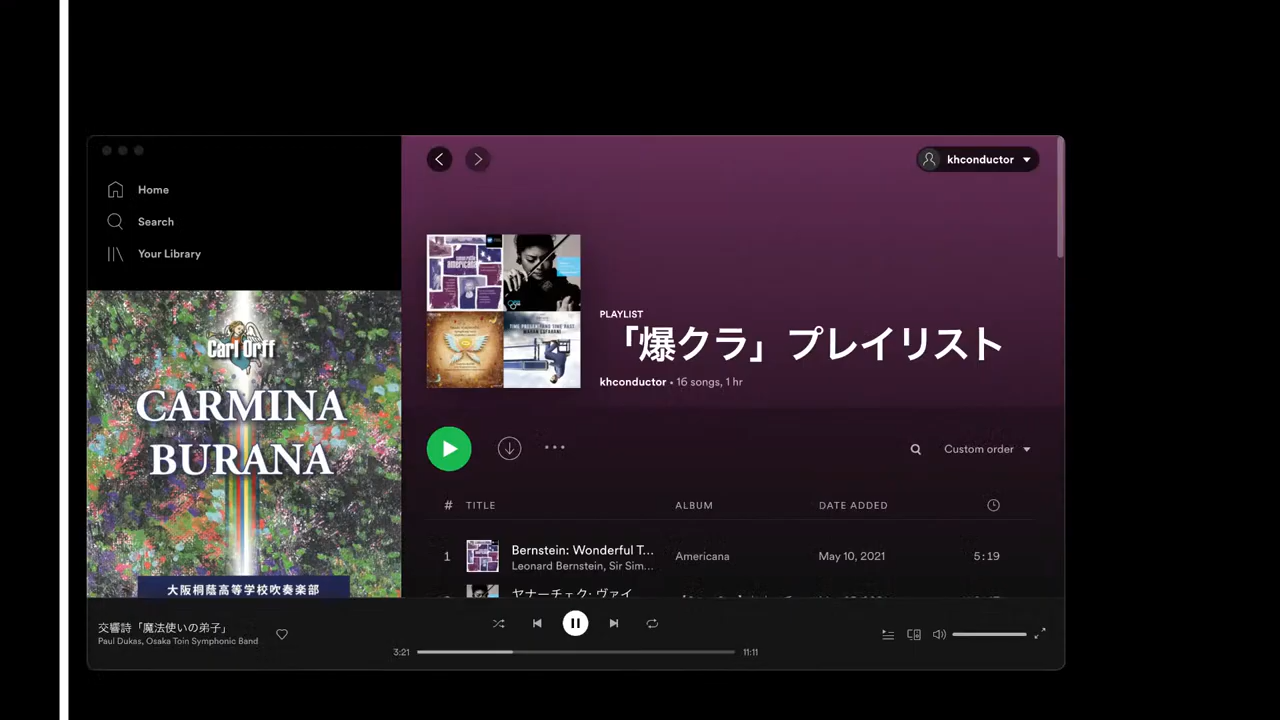 khconductor
Home
Search
Your Library
AMERICANA
PLAYLIST
「爆クラ」プレイリスト
khconductor • 16 songs, 1 hr
Carl Orff
CARMINA
BURANA
大阪桐蔭高等学校吹奏楽部
Custom order
# TITLE ALBUM DATE ADDED
1 Bernstein: Wonderful T... Americana May 10, 2021 5:19
Leonard Bernstein, Sir Sim...
ヤナーチェク: ヴァイ
交響詩「魔法使いの弟子」
Paul Dukas, Osaka Toin Symphonic Band
3:21 11:11